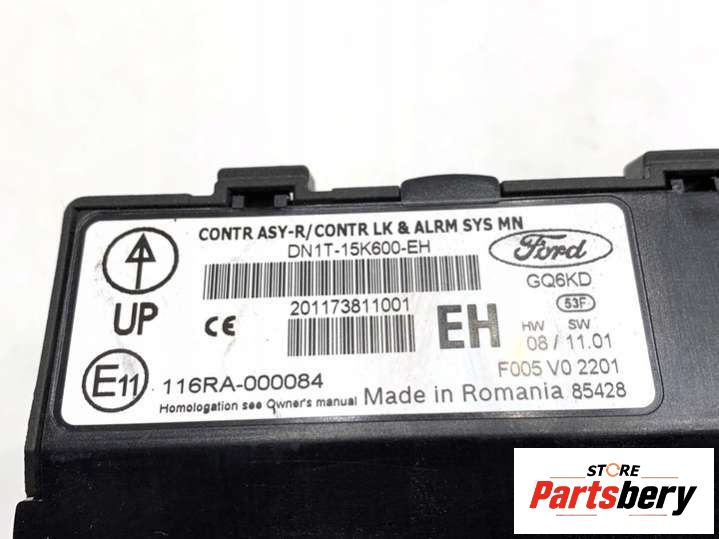 CONTR ASY-R/CONTR LK & ALRM SYS MN
DN1T-15K600-EH
Ford
GQ6KD
53F
UP
CE
201173811001
EH
HW SW
08 / 11.01
F005 V0 2201
E11
116RA-000084
Homologation see Owner's manual
Made in Romania 85428
STORE
Partsbery